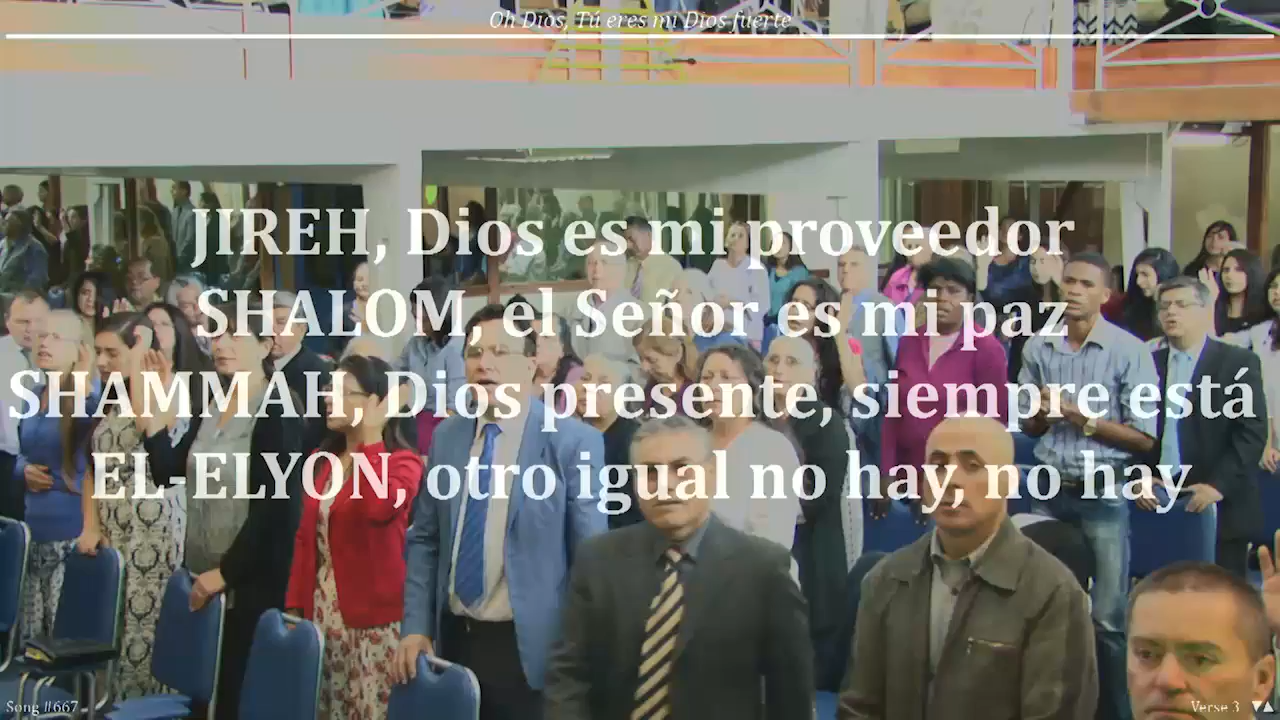 Oh Dios, Tú eres mi Dios fuerte
JIREH, Dios es mi proveedor
SHALOM, el Señor es mi paz
SHAMMAH, Dios presente, siempre está
EL-ELYON, otro igual no hay, no hay
Song #667
Verse 3